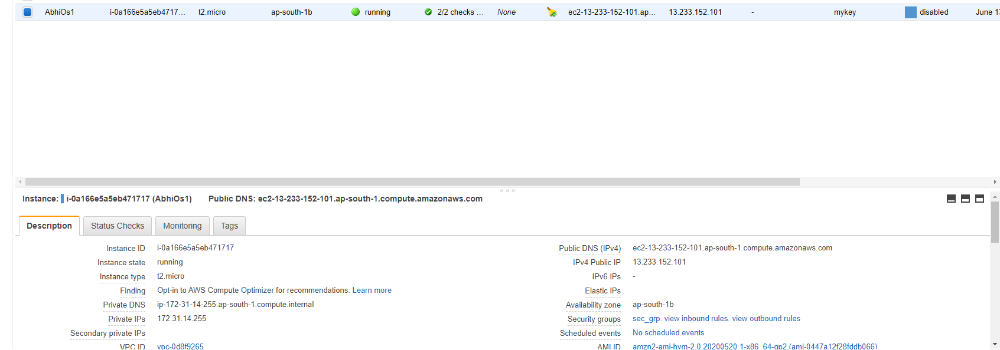 AbhiOs1 i-0a166e5a5eb4717... t2.micro ap-south-1b running 2/2 checks ... None ec2-13-233-152-101.ap... 13.233.152.101 - mykey disabled June 13
Instance: i-0a166e5a5eb471717 (AbhiOs1) Public DNS: ec2-13-233-152-101.ap-south-1.compute.amazonaws.com
Description Status Checks Monitoring Tags
Instance ID i-0a166e5a5eb471717 Public DNS (IPv4) ec2-13-233-152-101.ap-south-1.compute.amazonaws.com
Instance state running IPv4 Public IP 13.233.152.101
Instance type t2.micro IPv6 IPs -
Finding Opt-in to AWS Compute Optimizer for recommendations. Learn more Elastic IPs
Private DNS ip-172-31-14-255.ap-south-1.compute.internal Availability zone ap-south-1b
Private IPs 172.31.14.255 Security groups sec_grp. view inbound rules. view outbound rules
Secondary private IPs Scheduled events No scheduled events
VPC ID vpc-0d8f9265 AMI ID amzn2-ami-hvm-2.0.20200520.1-x86_64-gp2 (ami-0447a12f28fddb066)